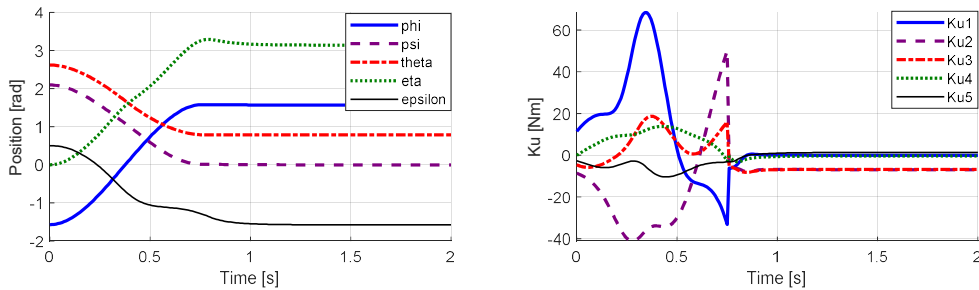 4
3
2
1
0
-1
-2
0
0.5
1
1.5
2
Position [rad]
Time [s]
phi
psi
theta
eta
epsilon
60
40
20
0
-20
-40
0
0.5
1
1.5
2
Ku [Nm]
Time [s]
Ku1
Ku2
Ku3
Ku4
Ku5